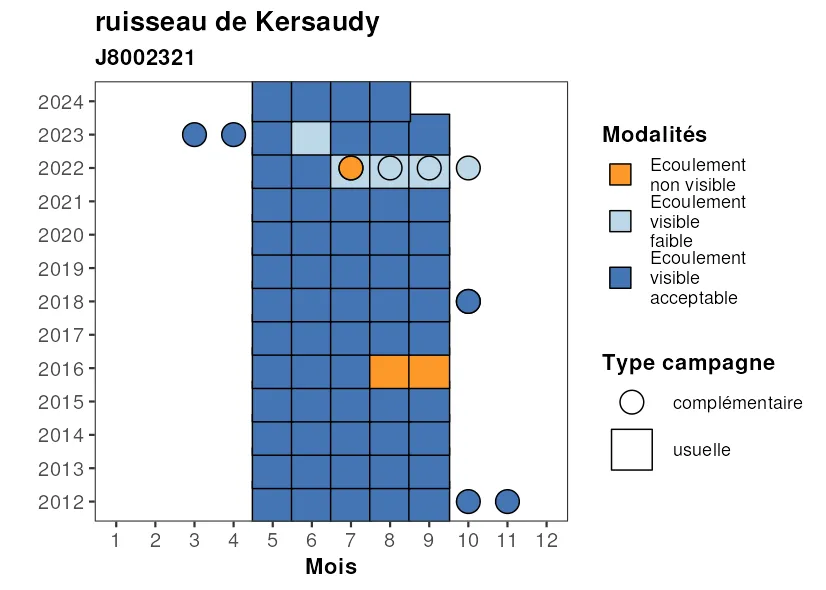 ruisseau de Kersaudy
J8002321
2024
2023
2022
2021
2020
2019
2018
2017
2016
2015
2014
2013
2012
1 2 3 4 5 6 7 8 9 10 11 12
Mois
Modalités
Ecoulement
non visible
Ecoulement
visible
faible
Ecoulement
visible
acceptable
Type campagne
complémentaire
usuelle